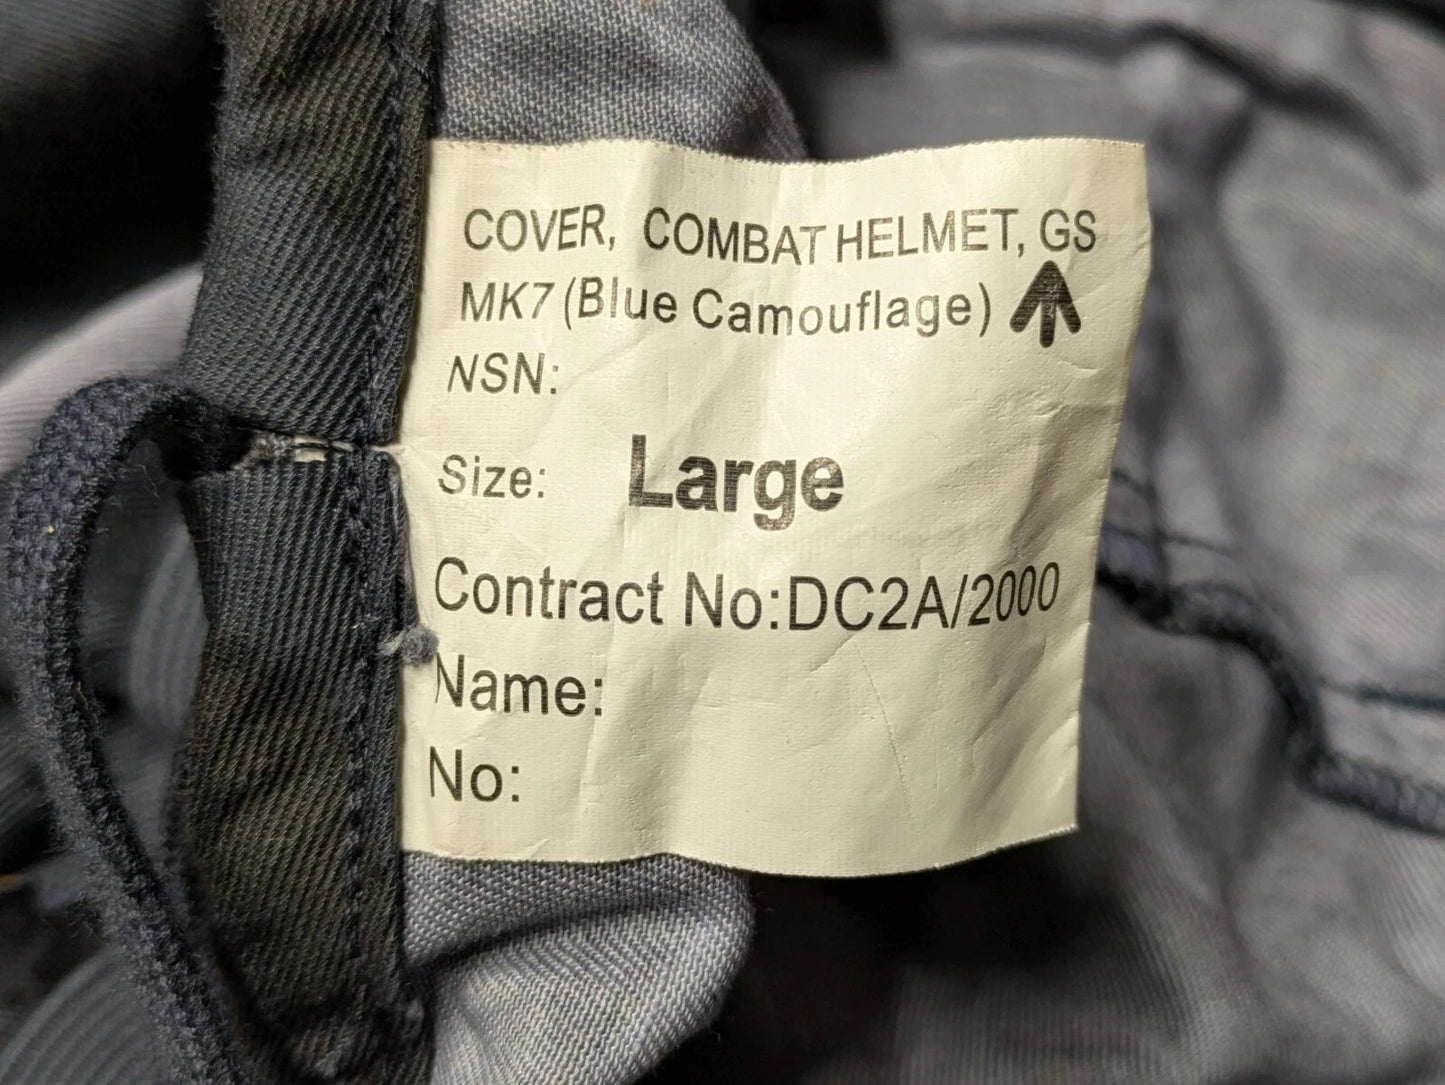 COVER, COMBAT HELMET, GS
MK7 (Blue Camouflage)
NSN:
Size: Large
Contract No:DC2A/2000
Name:
No: